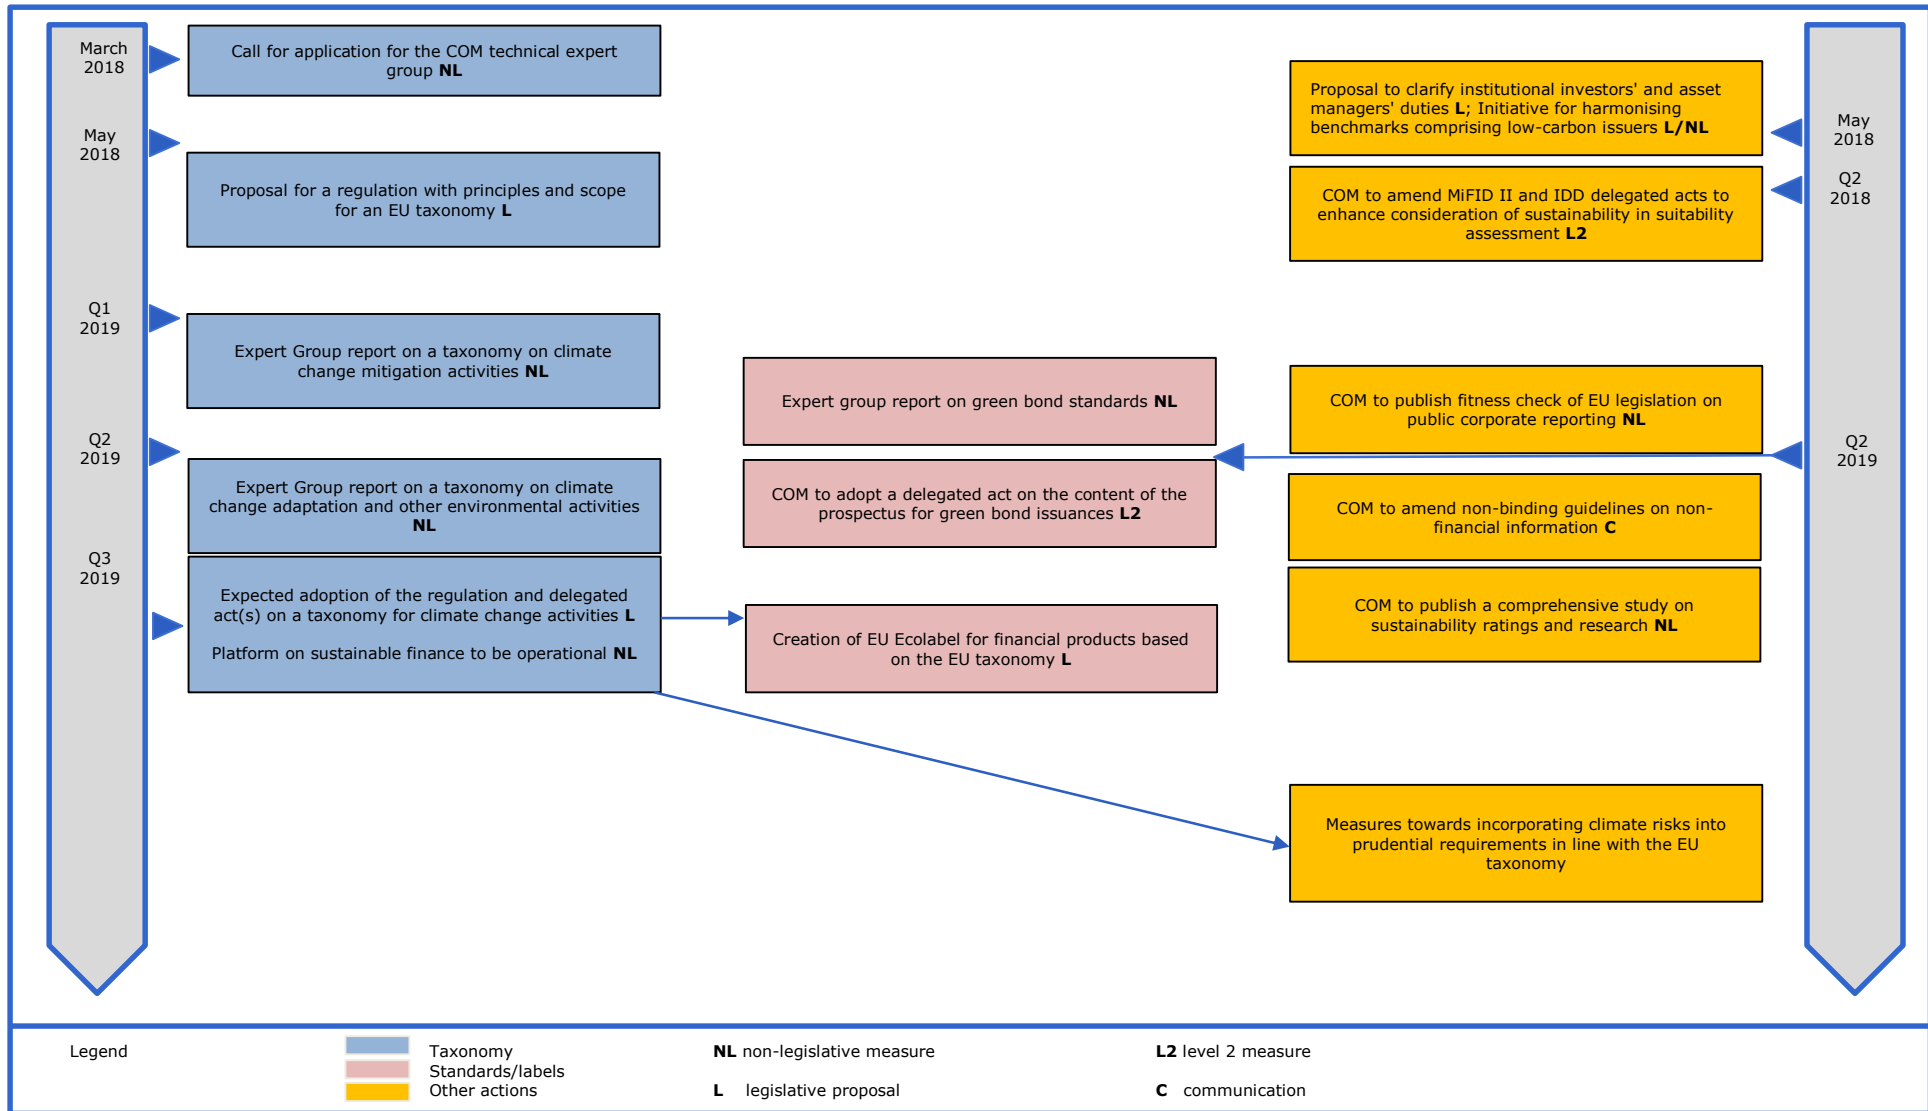 March
2018
Call for application for the COM technical expert
group NL
May
2018
Proposal for a regulation with principles and scope
for an EU taxonomy L
Q1
2019
Expert Group report on a taxonomy on climate
change mitigation activities NL
Q2
2019
Expert Group report on a taxonomy on climate
change adaptation and other environmental activities
NL
Q3
2019
Expected adoption of the regulation and delegated
act(s) on a taxonomy for climate change activities L
Platform on sustainable finance to be operational NL
Expert group report on green bond standards NL
COM to adopt a delegated act on the content of the
prospectus for green bond issuances L2
Creation of EU Ecolabel for financial products based
on the EU taxonomy L
Proposal to clarify institutional investors' and asset
managers' duties L; Initiative for harmonising
benchmarks comprising low-carbon issuers L/NL
May
2018
COM to amend MiFID II and IDD delegated acts to
enhance consideration of sustainability in suitability
assessment L2
Q2
2018
COM to publish fitness check of EU legislation on
public corporate reporting NL
Q2
2019
COM to amend non-binding guidelines on non-
financial information C
COM to publish a comprehensive study on
sustainability ratings and research NL
Measures towards incorporating climate risks into
prudential requirements in line with the EU
taxonomy
Legend
Taxonomy
Standards/labels
Other actions
NL non-legislative measure
L legislative proposal
L2 level 2 measure
C communication